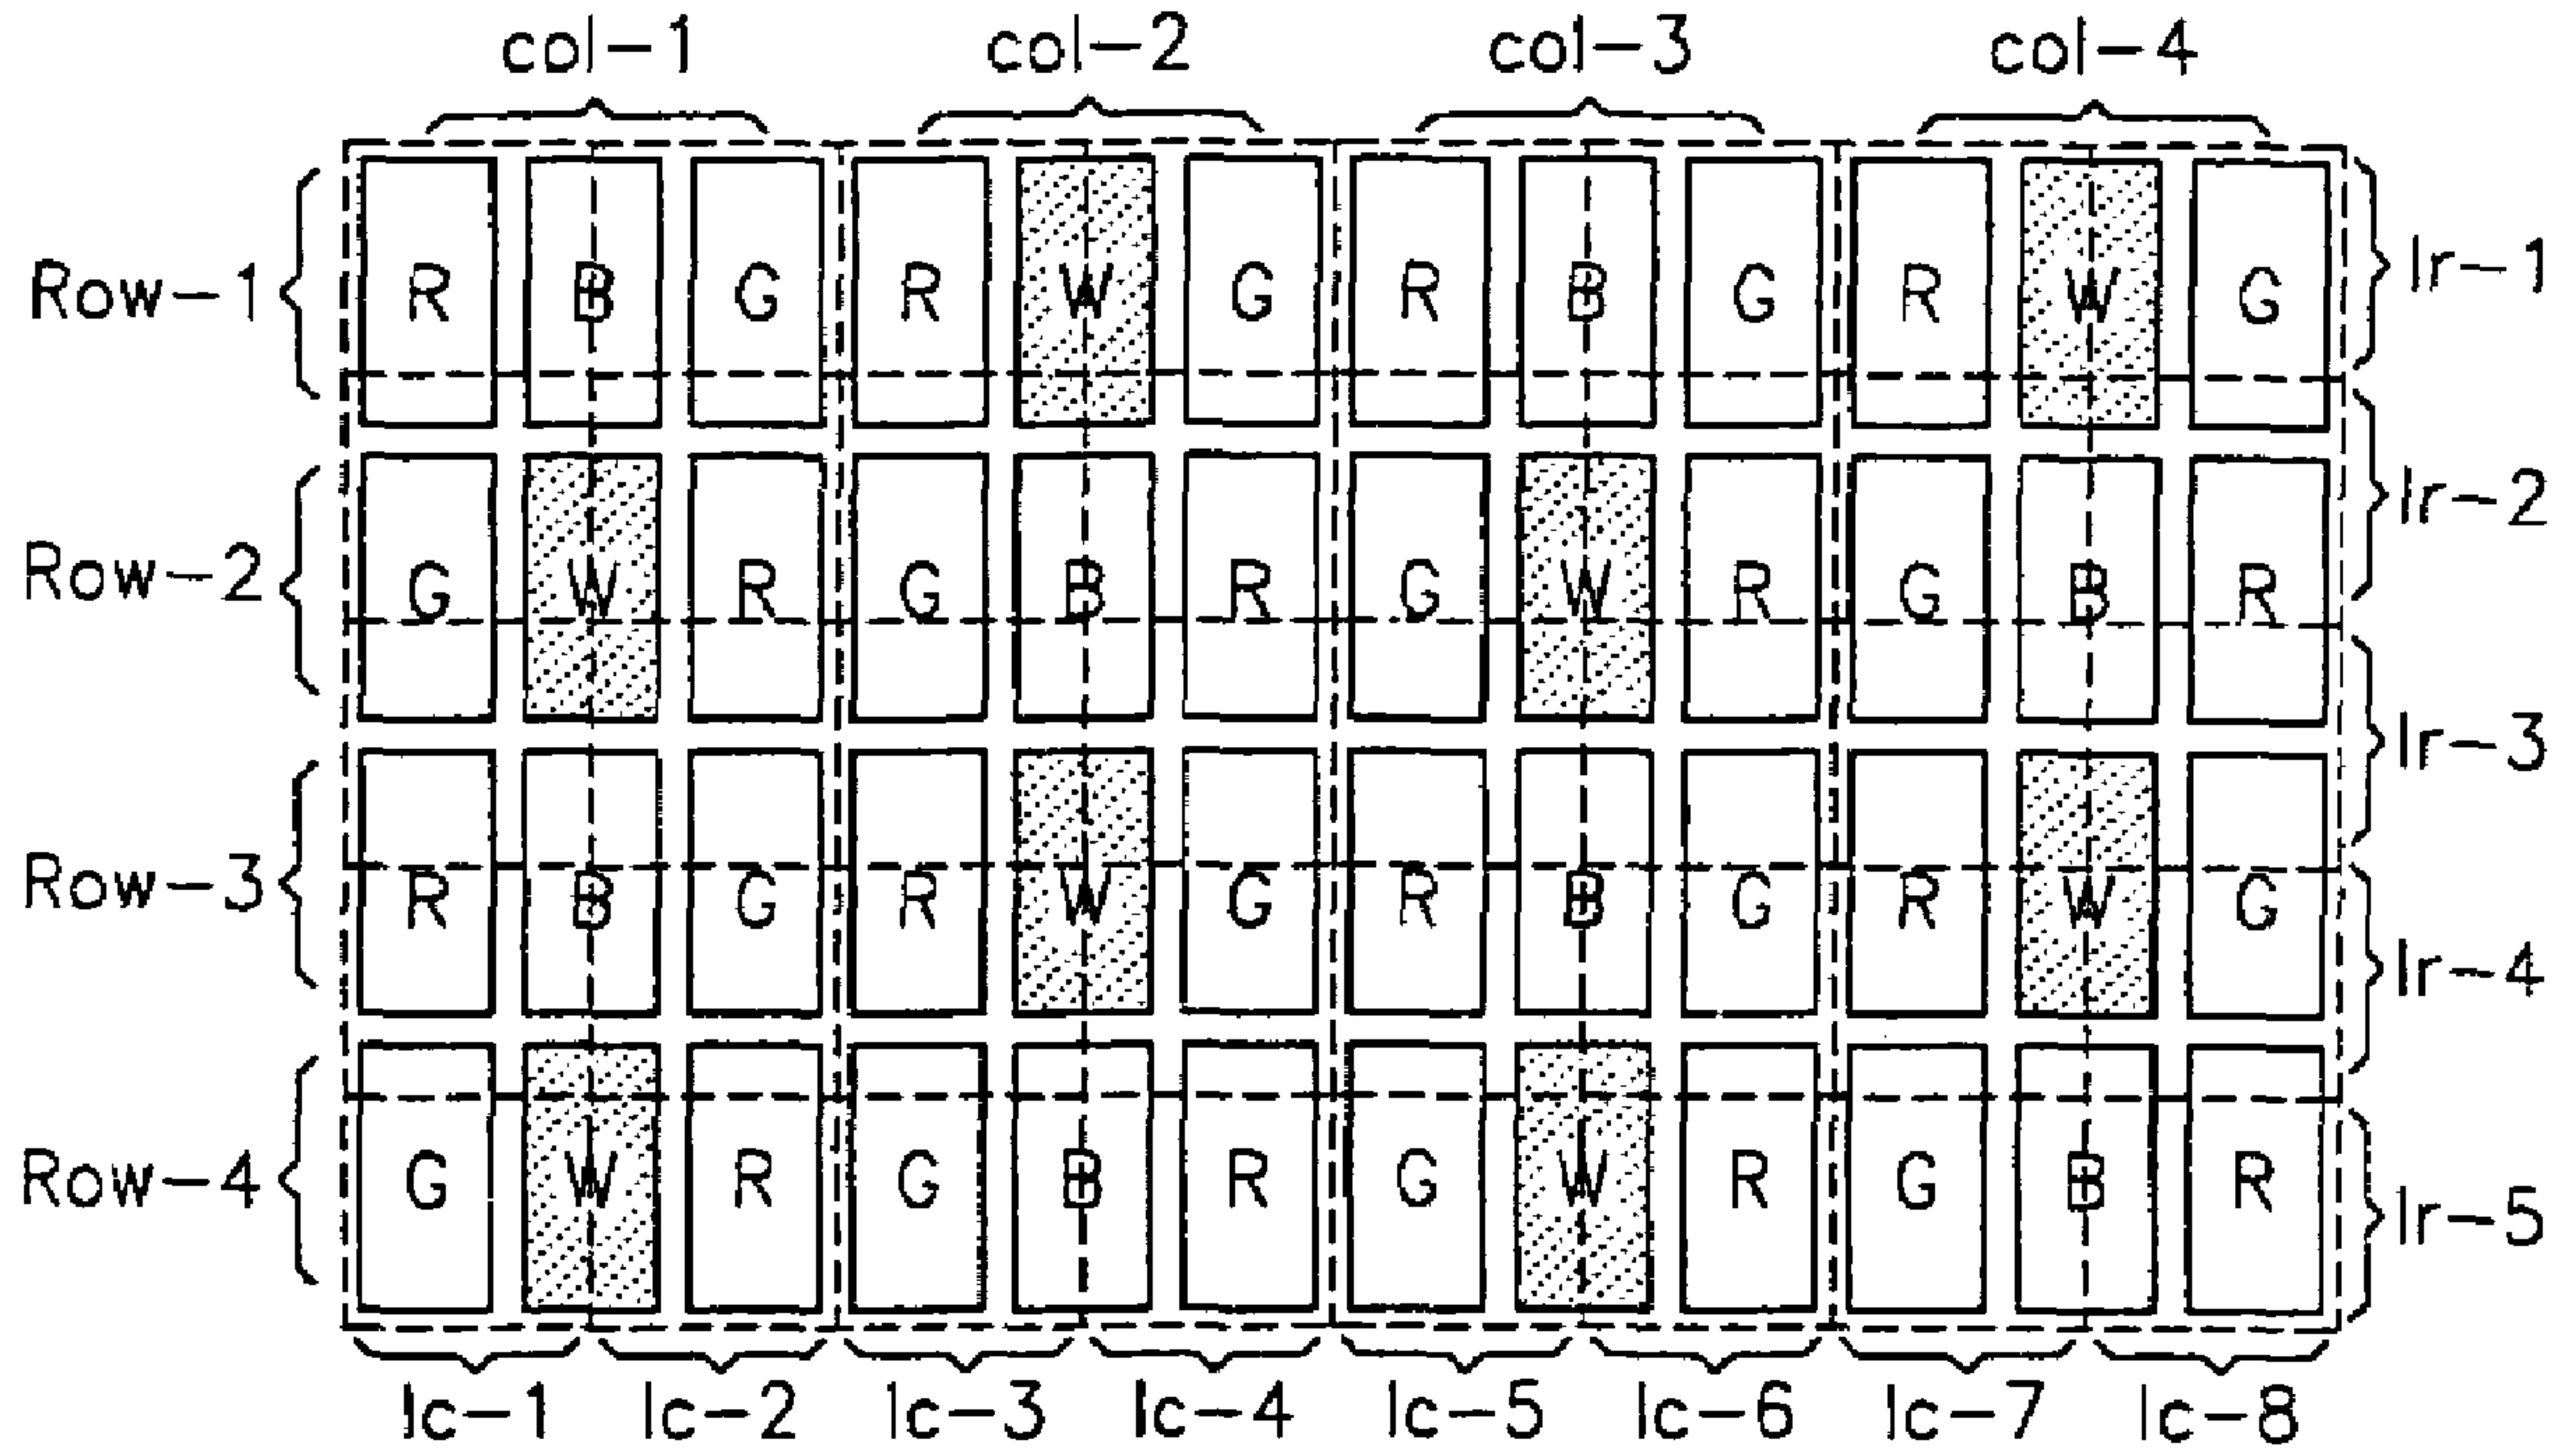 col-1 col-2 col-3 col-4
Row-1 R B G R W G R B G R W G lr-1
lr-2
Row-2 G W R G B R G W R G B R
lr-3
Row-3 R B G R W G R B G R W G
lr-4
Row-4 G W R G B R G W R G B R lr-5
lc-1 lc-2 lc-3 lc-4 lc-5 lc-6 lc-7 lc-8